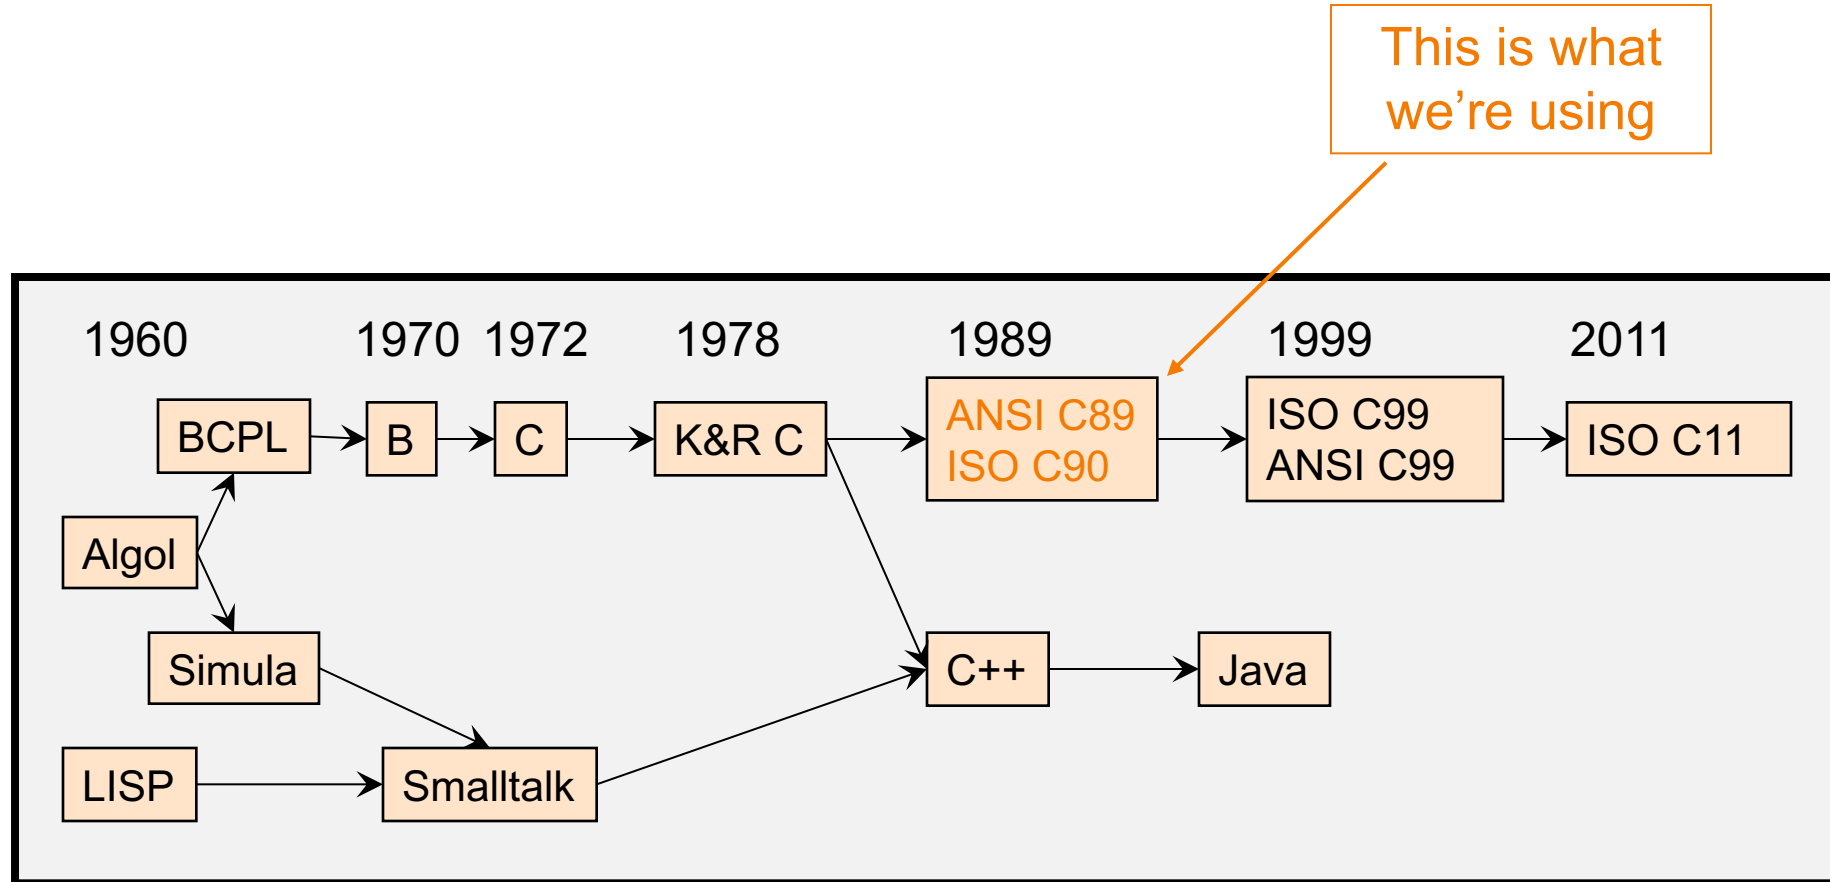 This is what
we're using
1960 1970 1972 1978 1989 1999 2011
BCPL
B
C
K&R C
ANSI C89
ISO C90
ISO C99
ANSI C99
ISO C11
Algol
Simula
C++
Java
LISP
Smalltalk